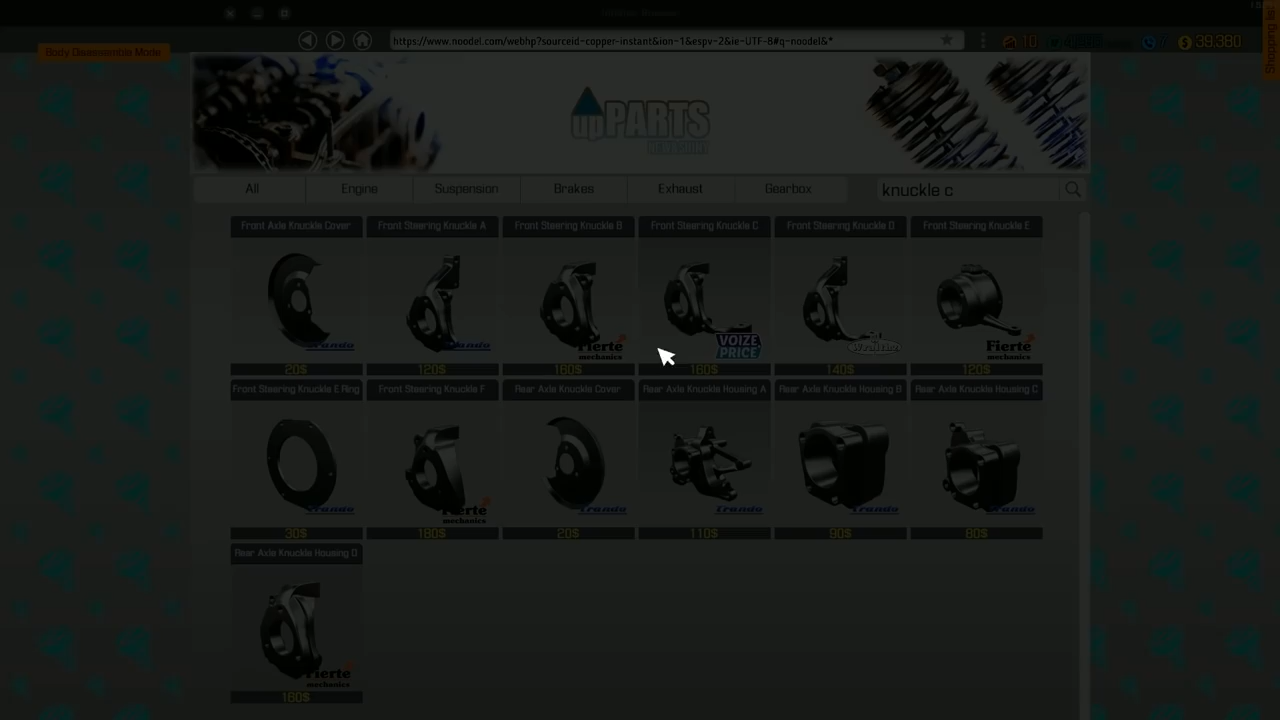 Body Disassemble Mode
https://www.noodel.com/webhp?sourceid-copper-instant&ion-1&espv-2&ie-UTF-8#q-noodel&*
10
39.380
upPARTS
All
Engine
Suspension
Brakes
Exhaust
Gearbox
knuckle c
Front Axle Knuckle Cover
Front Steering Knuckle A
Front Steering Knuckle B
Front Steering Knuckle C
Front Steering Knuckle D
Front Steering Knuckle E
Fierte mechanics
VOIZE PRICE
Fierte mechanics
20$
120$
160$
160$
140$
120$
Front Steering Knuckle E Ring
Front Steering Knuckle F
Rear Axle Knuckle Cover
Rear Axle Knuckle Housing A
Rear Axle Knuckle Housing B
Rear Axle Knuckle Housing C
Fierte mechanics
30$
180$
20$
110$
90$
80$
Rear Axle Knuckle Housing D
Fierte mechanics
160$